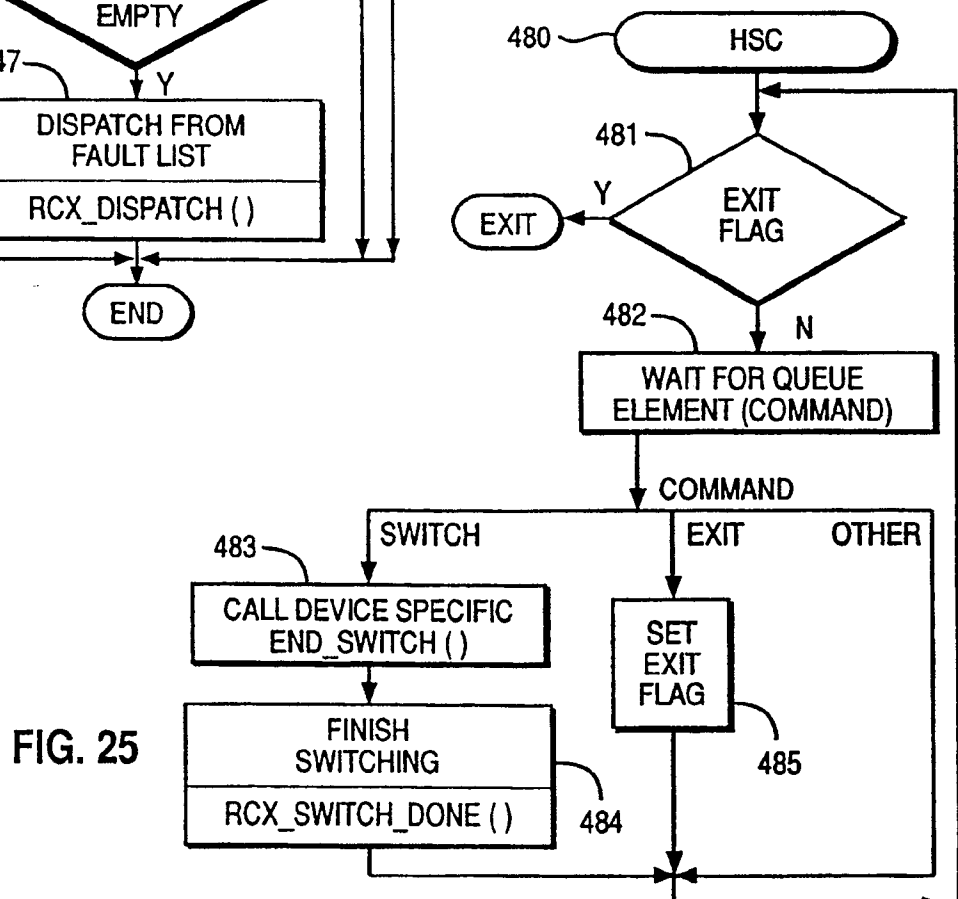 EMPTY
47
Y
DISPATCH FROM
FAULT LIST
RCX_DISPATCH ( )
END
480
HSC
481
Y
EXIT
FLAG
EXIT
482
N
WAIT FOR QUEUE
ELEMENT (COMMAND)
COMMAND
SWITCH
EXIT
OTHER
483
CALL DEVICE SPECIFIC
END_SWITCH ( )
SET
EXIT
FLAG
485
FINISH
SWITCHING
RCX_SWITCH_DONE ( )
484
FIG. 25